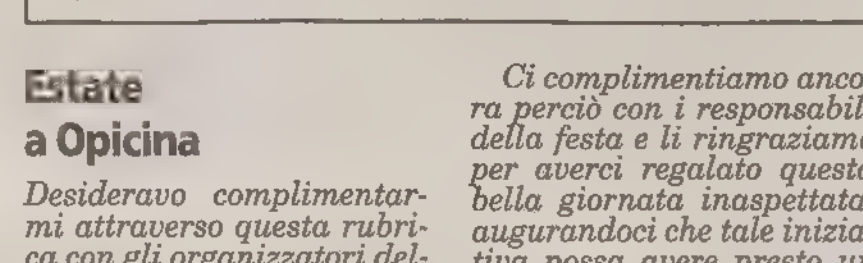 Estate
a Opicina
Desideravo complimentar-
mi attraverso questa rubri-
ca con gli organizzatori del-
Ci complimentiamo anco
ra perciò con i responsabil
della festa e li ringraziam
per averci regalato questa
bella giornata inaspettata
augurandoci che tale inizia
tiva possa avere presto u